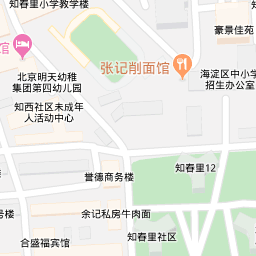 知春里小学教学楼
豪景佳苑
馆
张记削面馆
北京明天幼稚
集团第四幼儿园
海淀区中小学
招生办公室
知西社区未成年
人活动中心
知春里12
誉德商务楼
号楼
余记私房牛肉面
知春里社区
合盛福宾馆